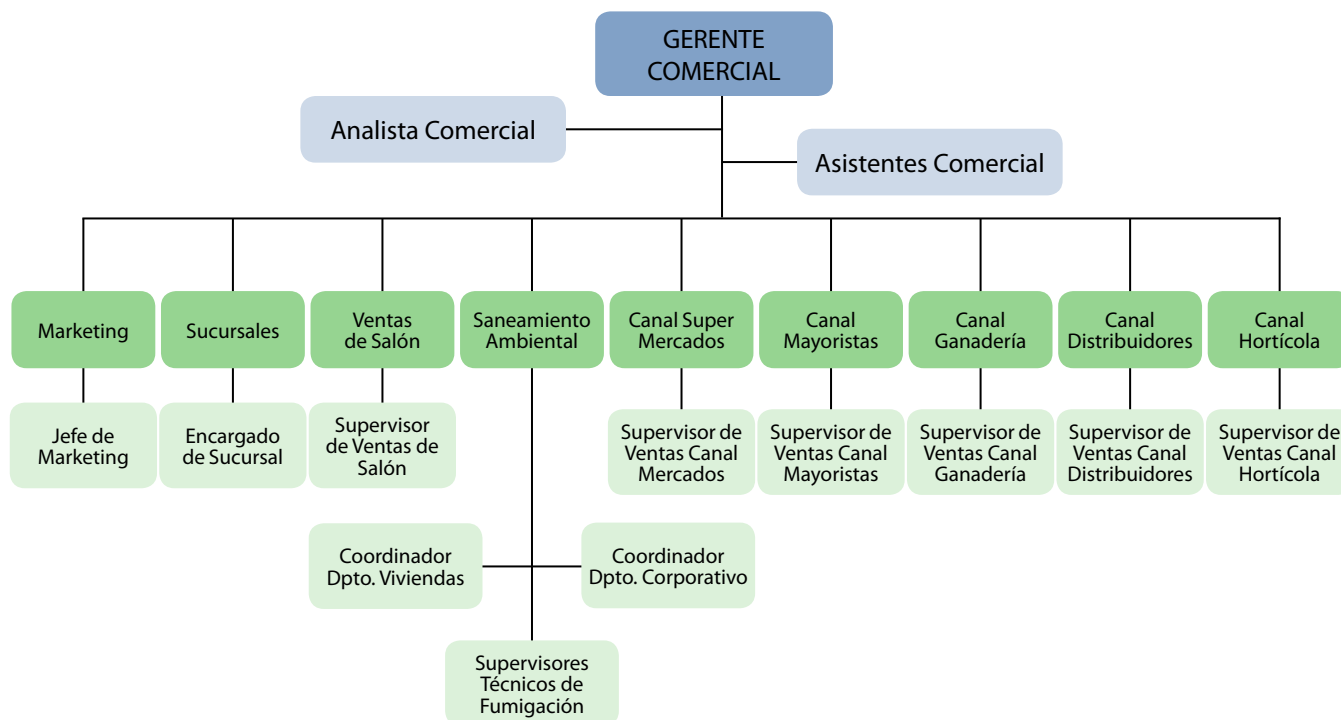 GERENTE
COMERCIAL
Analista Comercial
Asistentes Comercial
Marketing
Sucursales
Ventas
de Salón
Saneamiento
Ambiental
Canal Super
Mercados
Canal
Mayoristas
Canal
Ganadería
Canal
Distribuidores
Canal
Hortícola
Jefe de
Marketing
Encargado
de Sucursal
Supervisor
de Ventas de
Salón
Supervisor de
Ventas Canal
Mercados
Supervisor de
Ventas Canal
Mayoristas
Supervisor de
Ventas Canal
Ganadería
Supervisor de
Ventas Canal
Distribuidores
Supervisor de
Ventas Canal
Hortícola
Coordinador
Dpto. Viviendas
Coordinador
Dpto. Corporativo
Supervisores
Técnicos de
Fumigación